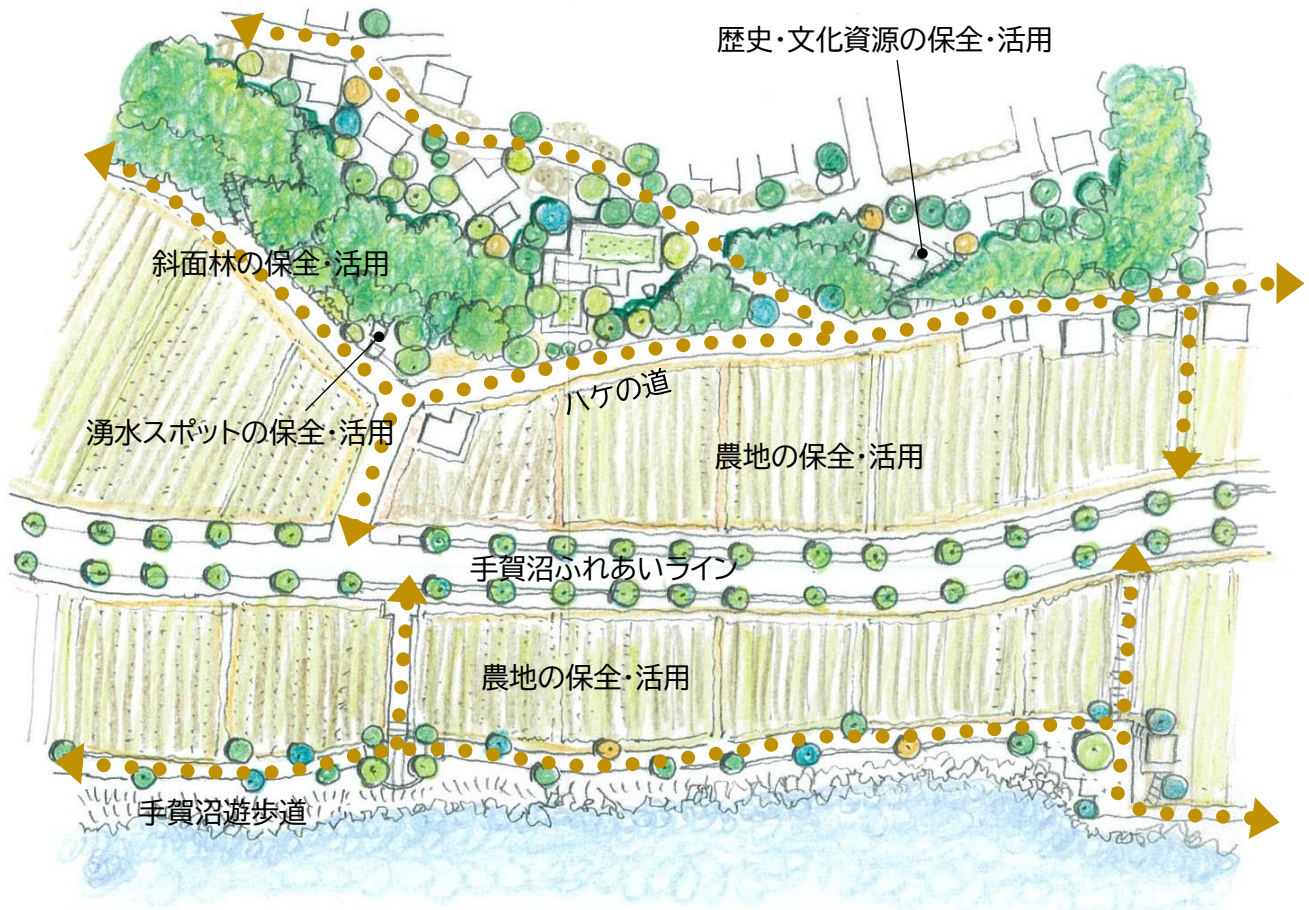 歴史・文化資源の保全・活用
斜面林の保全・活用
ハケの道
湧水スポットの保全・活用
農地の保全・活用
手賀沼ふれあいライン
農地の保全・活用
手賀沼遊歩道